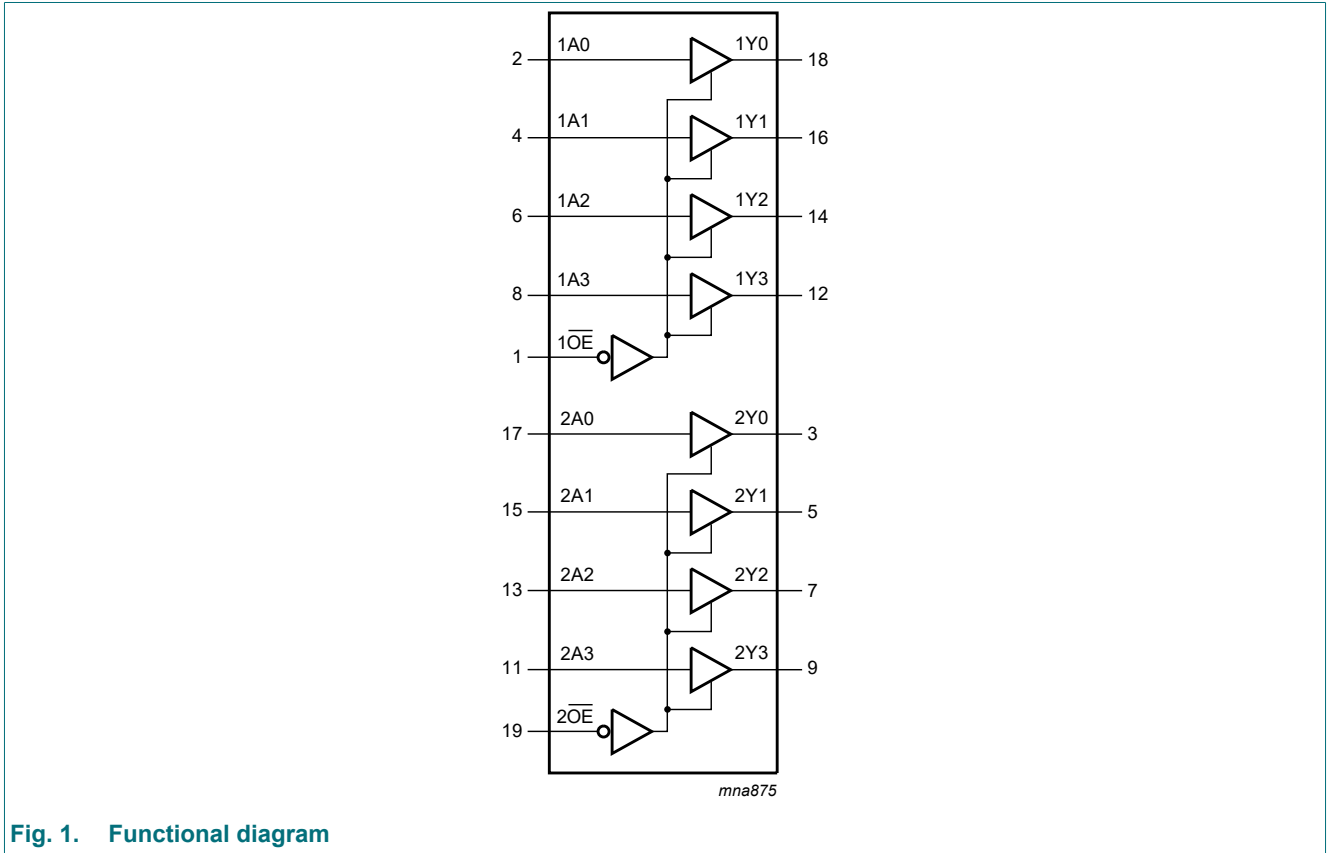 1A0 1Y0
2 18
1A1 1Y1
4 16
1A2 1Y2
6 14
1A3 1Y3
8 12
1O̅E̅
1
2A0 2Y0
17 3
2A1 2Y1
15 5
2A2 2Y2
13 7
2A3 2Y3
11 9
2O̅E̅
19
mna875
Fig. 1. Functional diagram